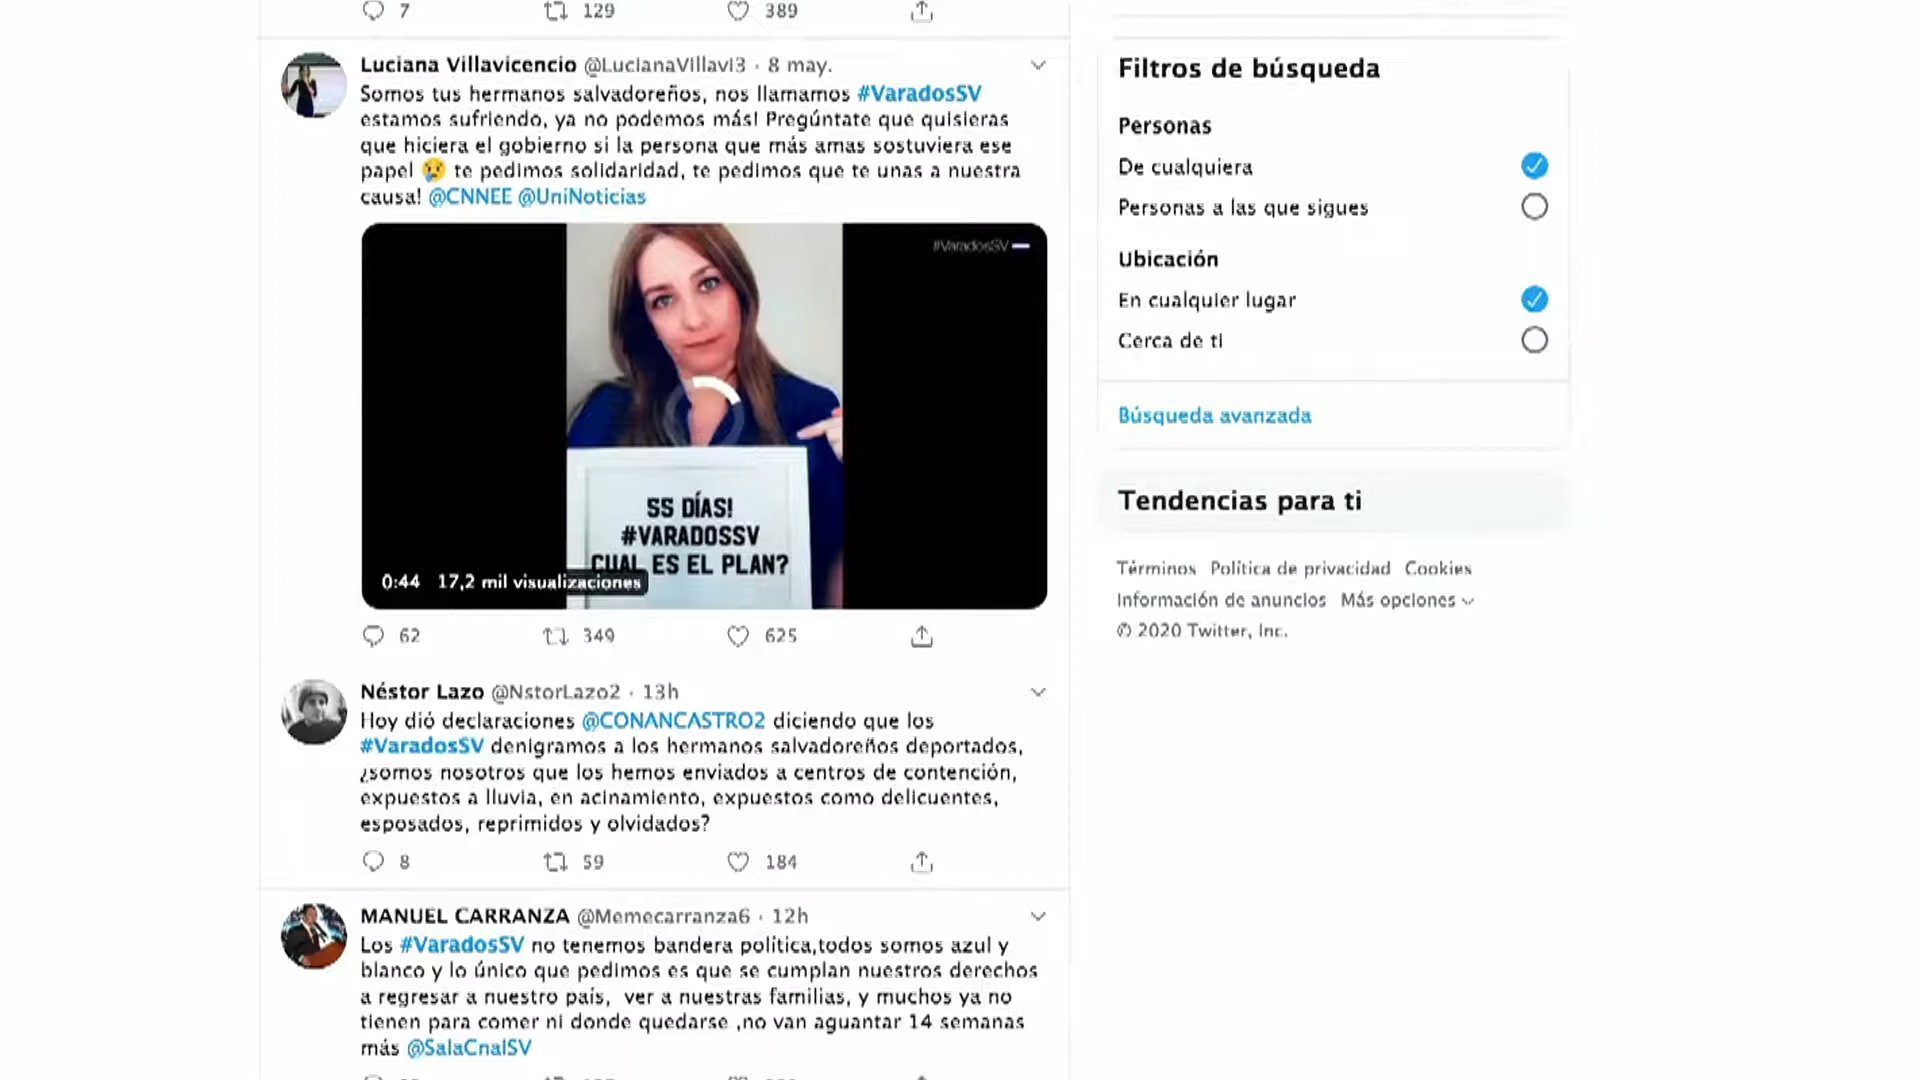 7 129 389
Luciana Villavicencio @LucianaVillavi3 · 8 may.
Somos tus hermanos salvadoreños, nos llamamos #VaradosSV
estamos sufriendo, ya no podemos más! Pregúntate que quisieras
que hiciera el gobierno si la persona que más amas sostuviera ese
papel 😢 te pedimos solidaridad, te pedimos que te unas a nuestra
causa! @CNNEE @UniNoticias
#VaradosSV
55 DÍAS!
#VARADOSSV
CUAL ES EL PLAN?
0:44 17,2 mil visualizaciones
62 349 625
Néstor Lazo @NstorLazo2 · 13h
Hoy dió declaraciones @CONANCASTRO2 diciendo que los
#VaradosSV denigramos a los hermanos salvadoreños deportados,
¿somos nosotros que los hemos enviados a centros de contención,
expuestos a lluvia, en acinamiento, expuestos como delicuentes,
esposados, reprimidos y olvidados?
8 59 184
MANUEL CARRANZA @Memecarranza6 · 12h
Los #VaradosSV no tenemos bandera política,todos somos azul y
blanco y lo único que pedimos es que se cumplan nuestros derechos
a regresar a nuestro país, ver a nuestras familias, y muchos ya no
tienen para comer ni donde quedarse ,no van aguantar 14 semanas
más @SalaCnalSV
Filtros de búsqueda
Personas
De cualquiera
Personas a las que sigues
Ubicación
En cualquier lugar
Cerca de ti
Búsqueda avanzada
Tendencias para ti
Términos Política de privacidad Cookies
Información de anuncios Más opciones
© 2020 Twitter, Inc.